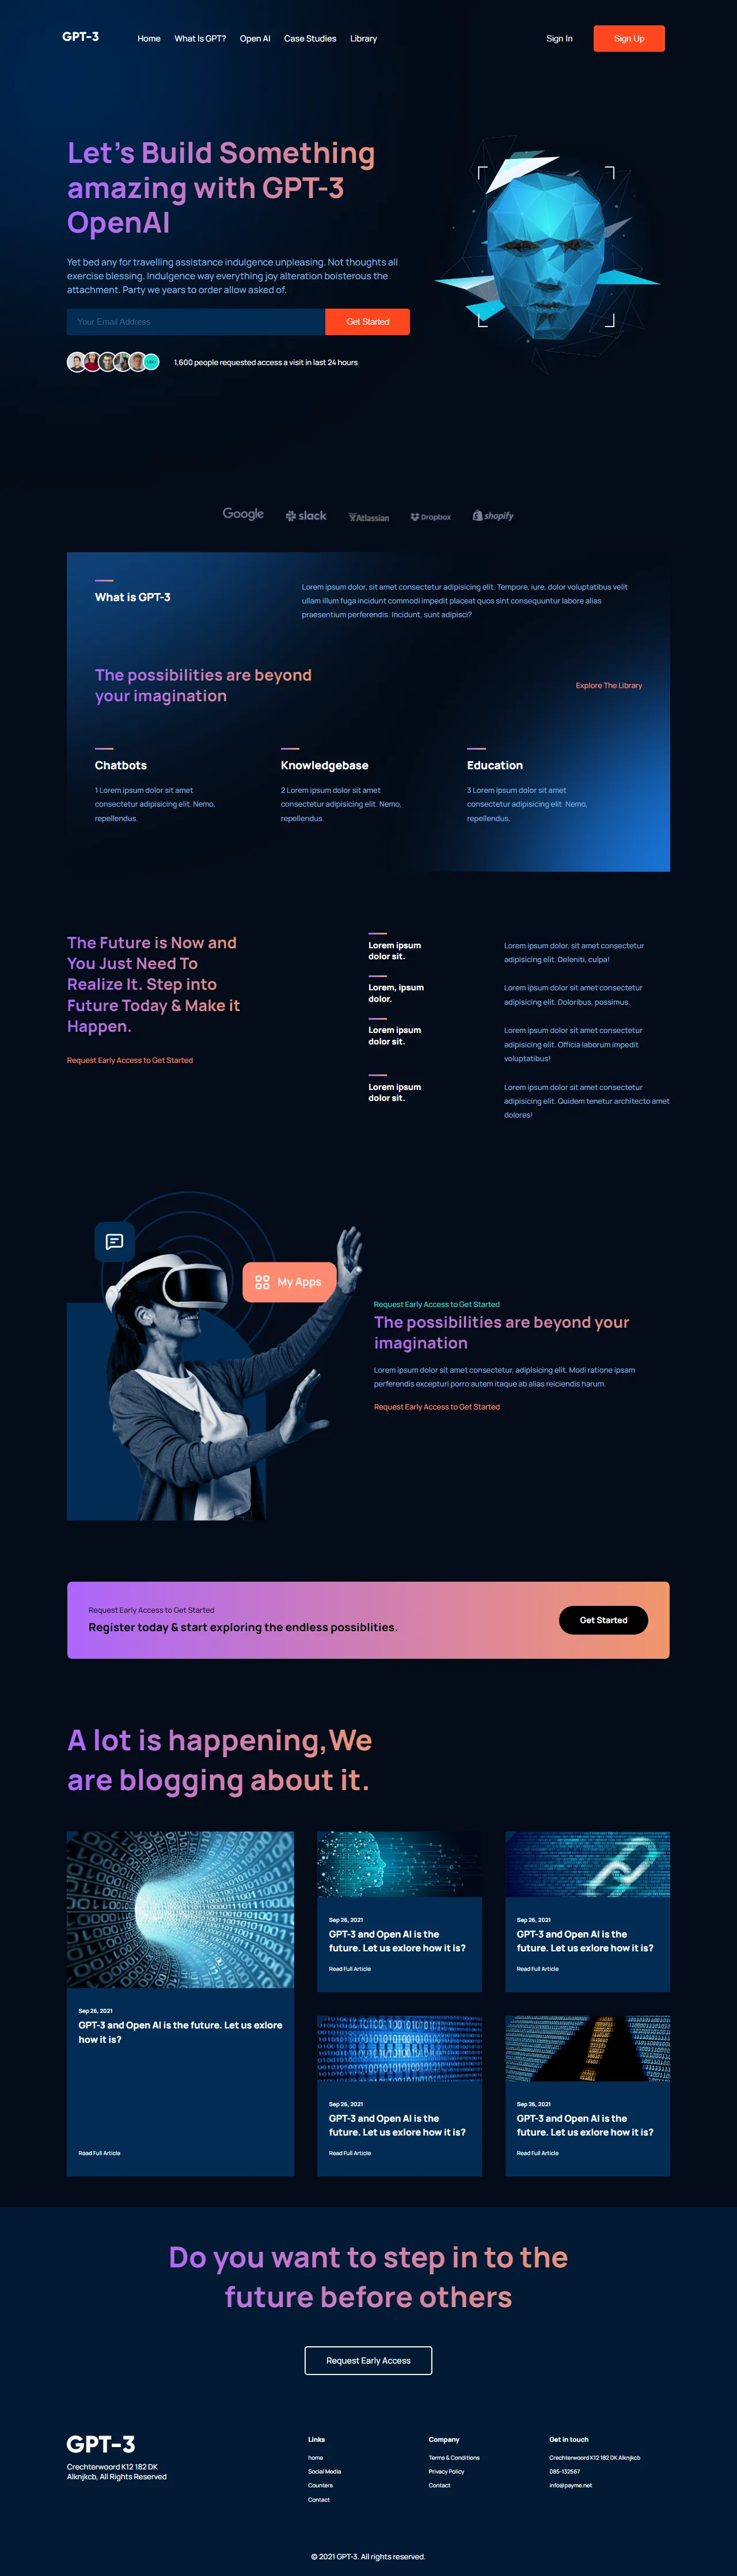 GPT-3
Home
What Is GPT?
Open AI
Case Studies
Library
Sign In
Sign Up
Let's Build Something
amazing with GPT-3
OpenAI
Yet bed any for travelling assistance indulgence unpleasing. Not thoughts all
exercise blessing. Indulgence way everything joy alteration boisterous the
attachment. Party we years to order allow asked of.
Your Email Address
Get Started
1,600 people requested access a visit in last 24 hours
Google
slack
Atlassian
Dropbox
shopify
What is GPT-3
Lorem ipsum dolor, sit amet consectetur adipisicing elit. Tempore, iure, dolor voluptatibus velit
ullam illum fuga incidunt commodi impedit placeat quos sint consequuntur labore alias
praesentium perferendis. Incidunt, sunt adipisci?
The possibilities are beyond
your imagination
Explore The Library
Chatbots
1 Lorem ipsum dolor sit amet
consectetur adipisicing elit. Nemo,
repellendus.
Knowledgebase
2 Lorem ipsum dolor sit amet
consectetur adipisicing elit. Nemo,
repellendus.
Education
3 Lorem ipsum dolor sit amet
consectetur adipisicing elit. Nemo,
repellendus.
The Future is Now and
You Just Need To
Realize It. Step into
Future Today & Make it
Happen.
Request Early Access to Get Started
Lorem ipsum
dolor sit.
Lorem ipsum dolor, sit amet consectetur
adipisicing elit. Deleniti, culpa!
Lorem, ipsum
dolor.
Lorem ipsum dolor sit amet consectetur
adipisicing elit. Doloribus, possimus.
Lorem ipsum
dolor sit.
Lorem ipsum dolor sit amet consectetur
adipisicing elit. Officia laborum impedit
voluptatibus!
Lorem ipsum
dolor sit.
Lorem ipsum dolor sit amet consectetur
adipisicing elit. Quidem tenetur architecto amet
dolores!
My Apps
Request Early Access to Get Started
The possibilities are beyond your
imagination
Lorem ipsum dolor sit amet consectetur, adipisicing elit. Modi ratione ipsam
perferendis excepturi porro autem itaque ab alias reiciendis harum.
Request Early Access to Get Started
Request Early Access to Get Started
Register today & start exploring the endless possiblities.
Get Started
A lot is happening,We
are blogging about it.
Sep 26, 2021
GPT-3 and Open AI is the future. Let us exlore
how it is?
Read Full Article
Sep 26, 2021
GPT-3 and Open AI is the
future. Let us exlore how it is?
Read Full Article
Sep 26, 2021
GPT-3 and Open AI is the
future. Let us exlore how it is?
Read Full Article
Sep 26, 2021
GPT-3 and Open AI is the
future. Let us exlore how it is?
Read Full Article
Sep 26, 2021
GPT-3 and Open AI is the
future. Let us exlore how it is?
Read Full Article
Do you want to step in to the
future before others
Request Early Access
GPT-3
Crechterwoord K12 182 DK
Alknjkcb, All Rights Reserved
Links
home
Social Media
Counters
Contact
Company
Terms & Conditions
Privacy Policy
Contact
Get in touch
Crechterwoord K12 182 DK Alknjkcb
085-132567
info@payme.net
© 2021 GPT-3. All rights reserved.